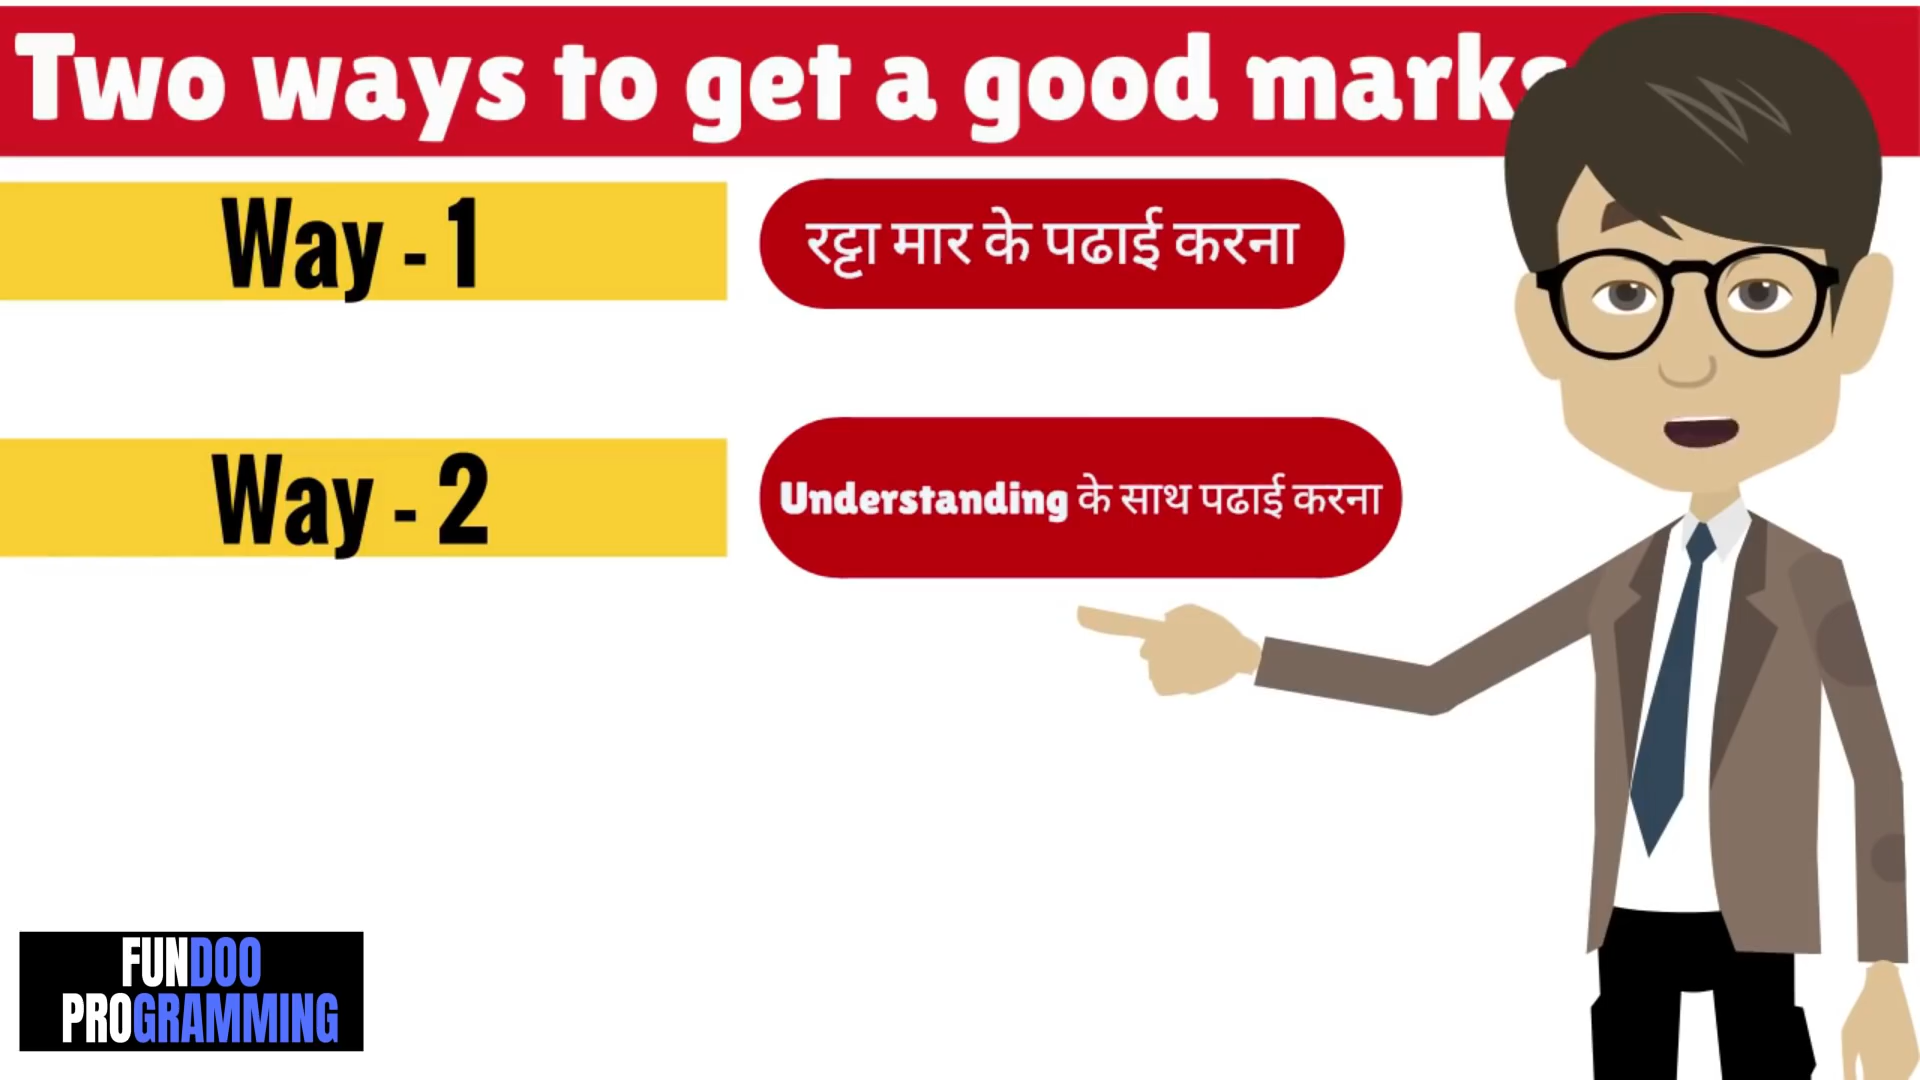 Two ways to get a good marks
Way - 1
रट्टा मार के पढाई करना
Way - 2
Understanding के साथ पढाई करना
FUNDOO
PROGRAMMING